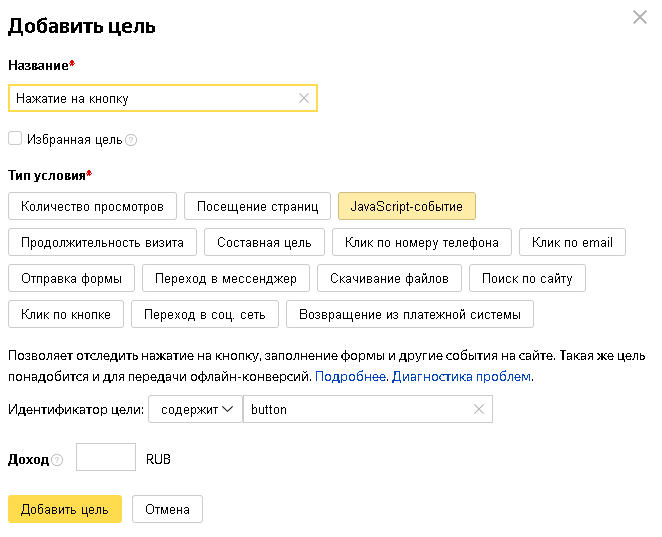 Добавить цель
Название*
Нажатие на кнопку
Избранная цель ?
Тип условия*
Количество просмотров Посещение страниц JavaScript-событие
Продолжительность визита Составная цель Клик по номеру телефона Клик по email
Отправка формы Переход в мессенджер Скачивание файлов Поиск по сайту
Клик по кнопке Переход в соц. сеть Возвращение из платежной системы
Позволяет отследить нажатие на кнопку, заполнение формы и другие события на сайте. Такая же цель
понадобится и для передачи офлайн-конверсий. Подробнее. Диагностика проблем.
Идентификатор цели: содержит button
Доход ? RUB
Добавить цель Отмена